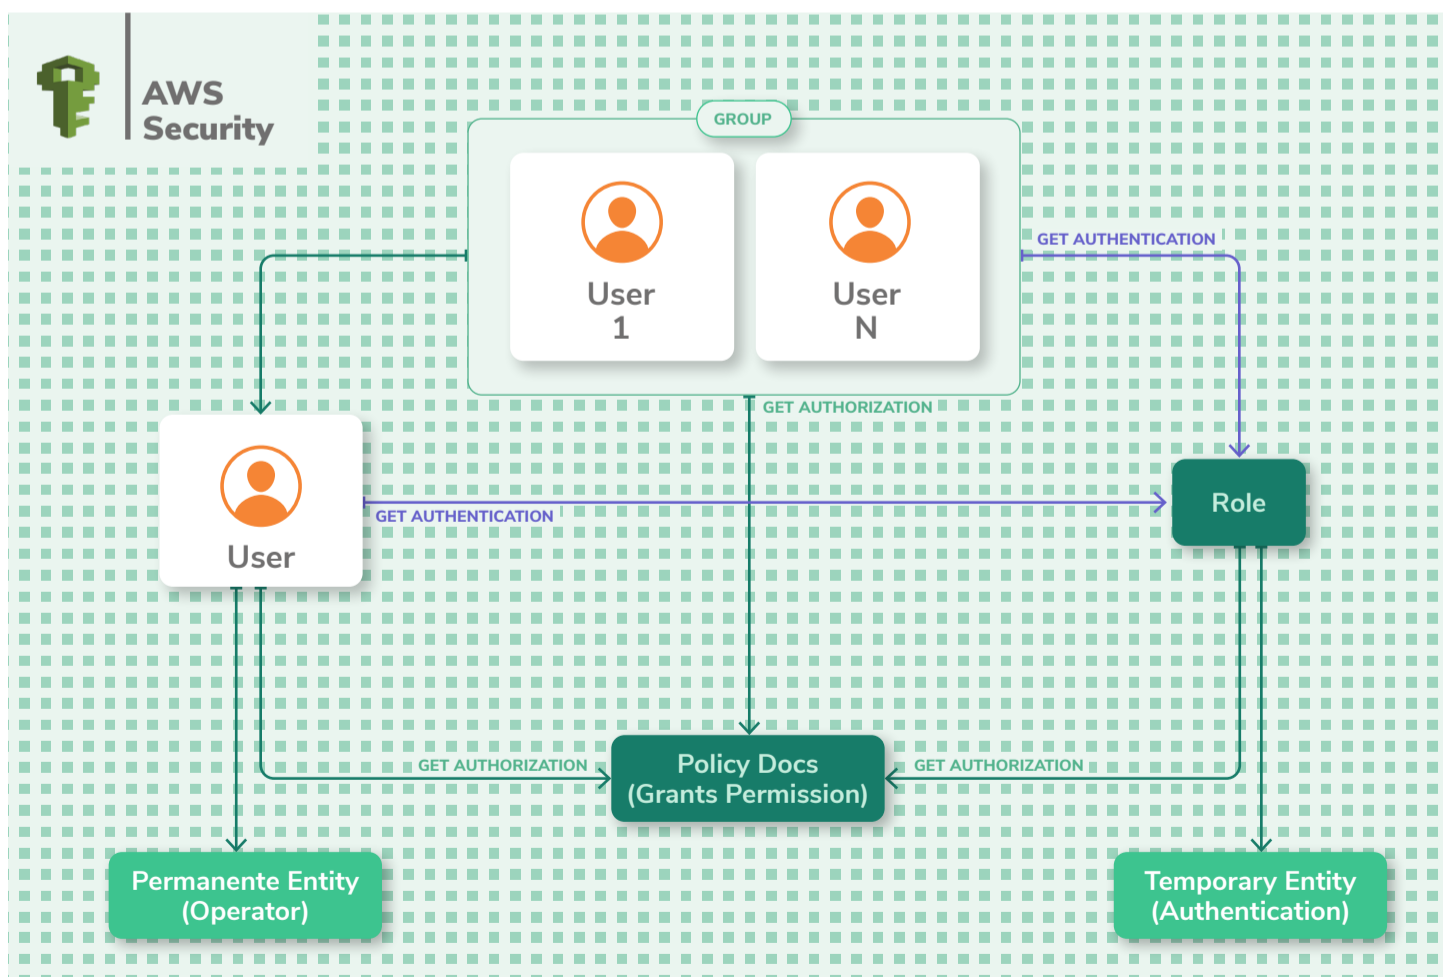 AWS
Security
GROUP
User
1
User
N
GET AUTHENTICATION
GET AUTHORIZATION
User
GET AUTHENTICATION
Role
GET AUTHORIZATION
Policy Docs
(Grants Permission)
GET AUTHORIZATION
Permanente Entity
(Operator)
Temporary Entity
(Authentication)